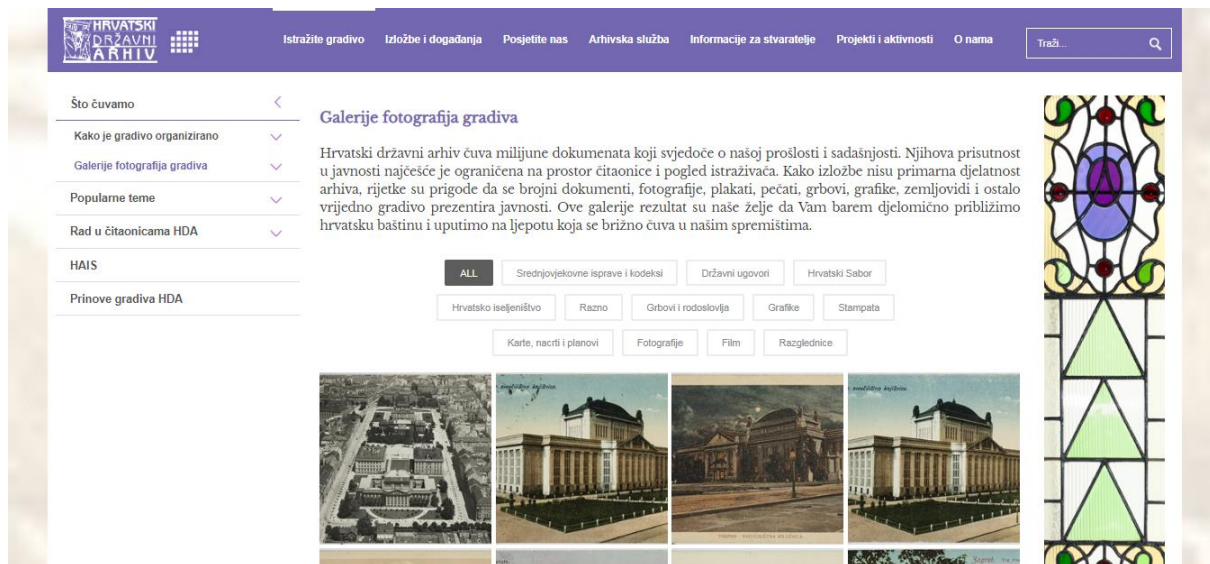 HRVATSKI
DRŽAVNI
ARHIV
Istražite gradivo
Izložbe i događanja
Posjetite nas
Arhivska služba
Informacije za stvaratelje
Projekti i aktivnosti
O nama
Traži...
Što čuvamo
Kako je gradivo organizirano
Galerije fotografija gradiva
Popularne teme
Rad u čitaonicama HDA
HAIS
Prinove gradiva HDA
Galerije fotografija gradiva
Hrvatski državni arhiv čuva milijune dokumenata koji svjedoče o našoj prošlosti i sadašnjosti. Njihova prisutnost
u javnosti najčešće je ograničena na prostor čitaonice i pogled istraživača. Kako izložbe nisu primarna djelatnost
arhiva, rijetke su prigode da se brojni dokumenti, fotografije, plakati, pečati, grbovi, grafike, zemljovidi i ostalo
vrijedno gradivo prezentira javnosti. Ove galerije rezultat su naše želje da Vam barem djelomično približimo
hrvatsku baštinu i uputimo na ljepotu koja se brižno čuva u našim spremištima.
ALL
Srednjovjekovne isprave i kodeksi
Državni ugovori
Hrvatski Sabor
Hrvatsko iseljeništvo
Razno
Grbovi i rodoslovlja
Grafike
Stampata
Karte, nacrti i planovi
Fotografije
Film
Razglednice